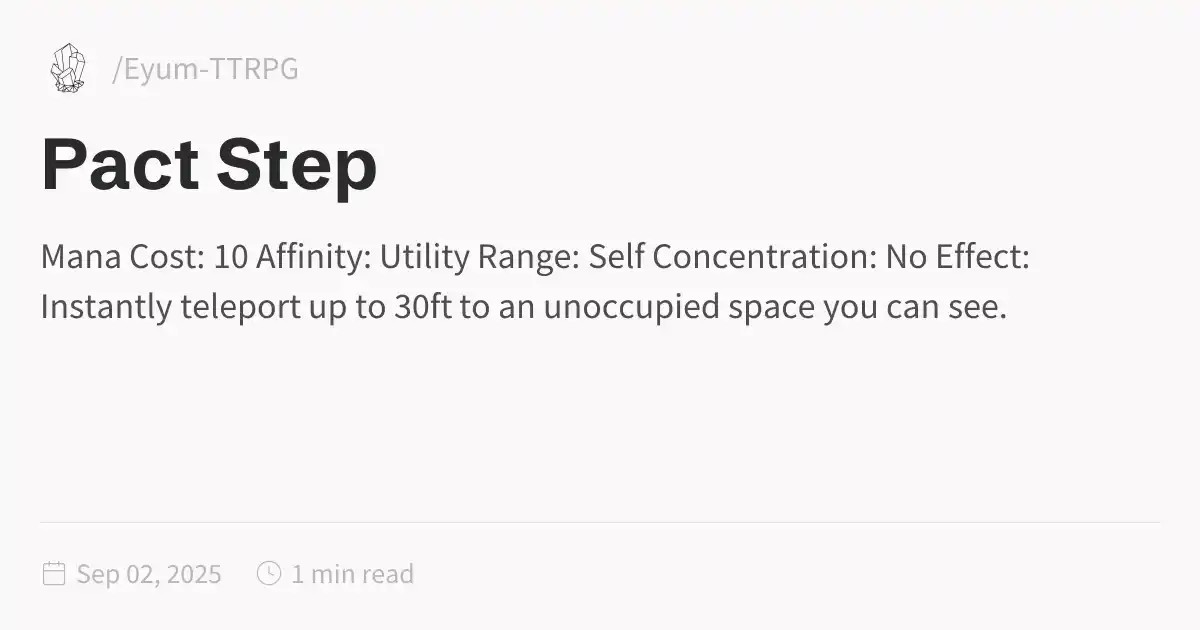 /Eyum-TTRPG
Pact Step
Mana Cost: 10 Affinity: Utility Range: Self Concentration: No Effect:
Instantly teleport up to 30ft to an unoccupied space you can see.
Sep 02, 2025 1 min read